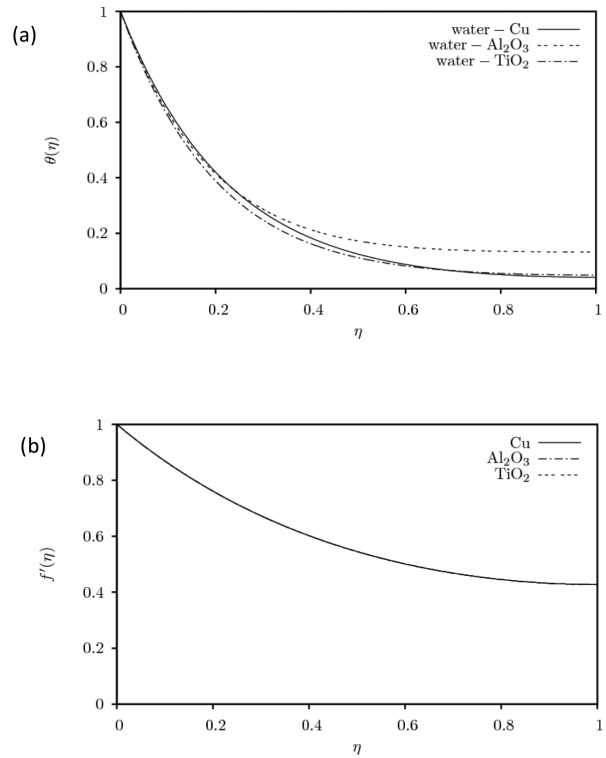 (a)
1
0.8
0.6
0.4
0.2
0
θ(η)
water − Cu
water − Al₂O₃
water − TiO₂
0 0.2 0.4 0.6 0.8 1
η
(b)
1
0.8
0.6
0.4
0.2
0
f′(η)
Cu
Al₂O₃
TiO₂
0 0.2 0.4 0.6 0.8 1
η